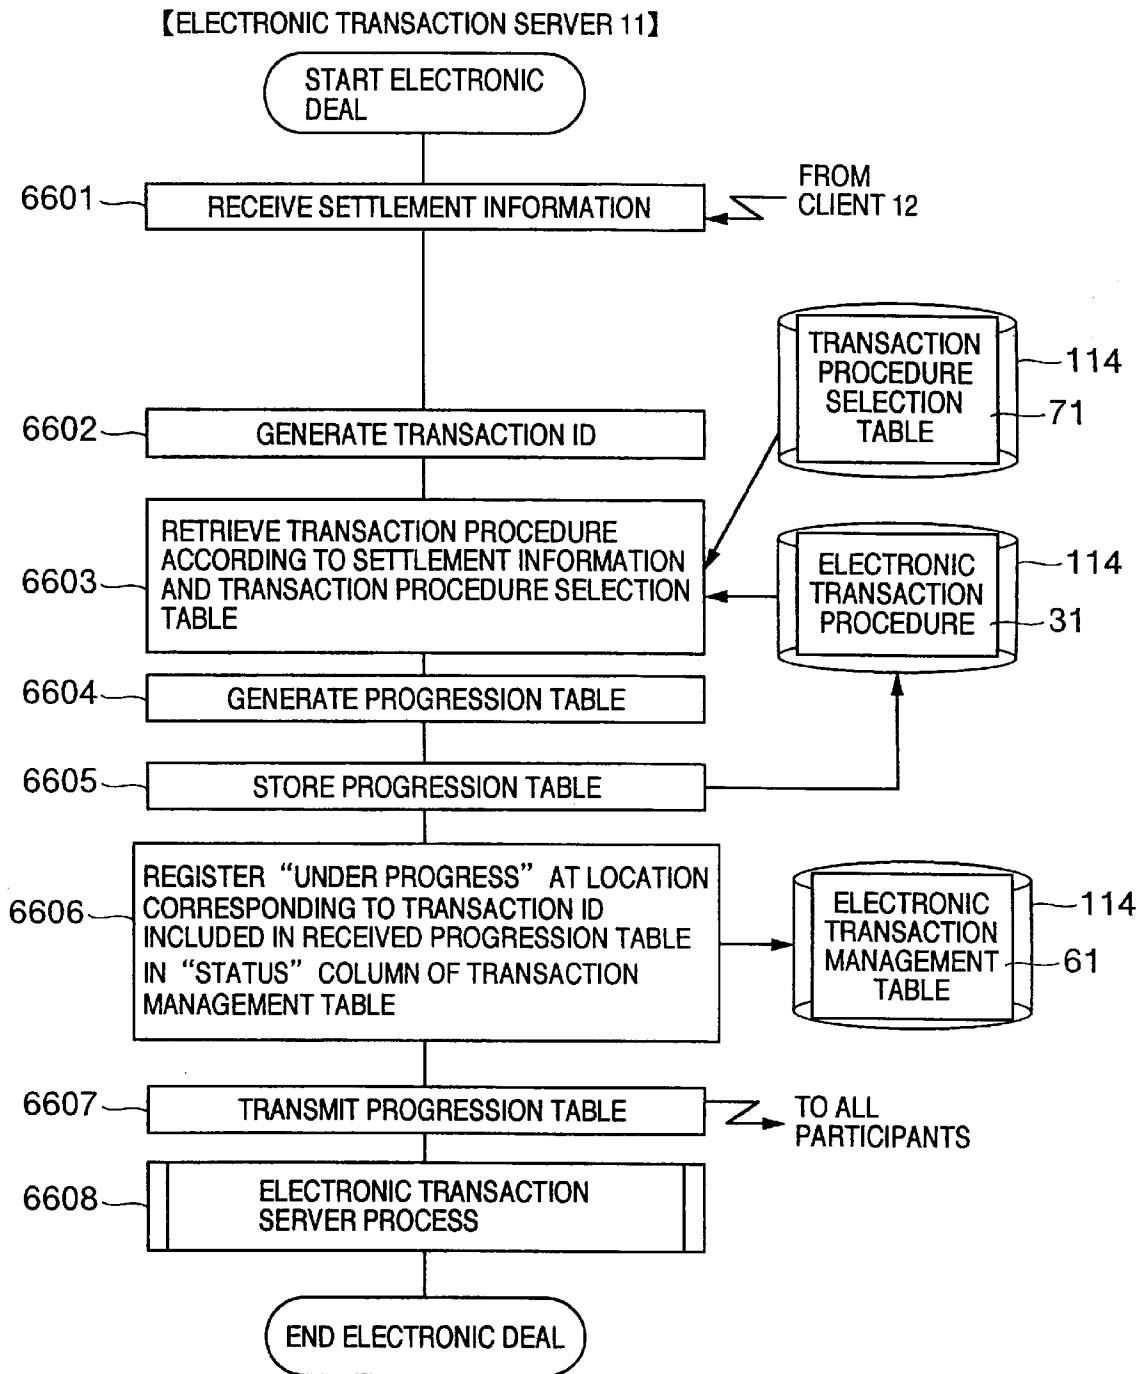 【ELECTRONIC TRANSACTION SERVER 11】
START ELECTRONIC
DEAL
6601
RECEIVE SETTLEMENT INFORMATION
FROM
CLIENT 12
TRANSACTION
PROCEDURE
SELECTION
TABLE
114
71
6602
GENERATE TRANSACTION ID
6603
RETRIEVE TRANSACTION PROCEDURE
ACCORDING TO SETTLEMENT INFORMATION
AND TRANSACTION PROCEDURE SELECTION
TABLE
ELECTRONIC
TRANSACTION
PROCEDURE
114
31
6604
GENERATE PROGRESSION TABLE
6605
STORE PROGRESSION TABLE
6606
REGISTER “UNDER PROGRESS” AT LOCATION
CORRESPONDING TO TRANSACTION ID
INCLUDED IN RECEIVED PROGRESSION TABLE
IN “STATUS” COLUMN OF TRANSACTION
MANAGEMENT TABLE
ELECTRONIC
TRANSACTION
MANAGEMENT
TABLE
114
61
6607
TRANSMIT PROGRESSION TABLE
TO ALL
PARTICIPANTS
6608
ELECTRONIC TRANSACTION
SERVER PROCESS
END ELECTRONIC DEAL